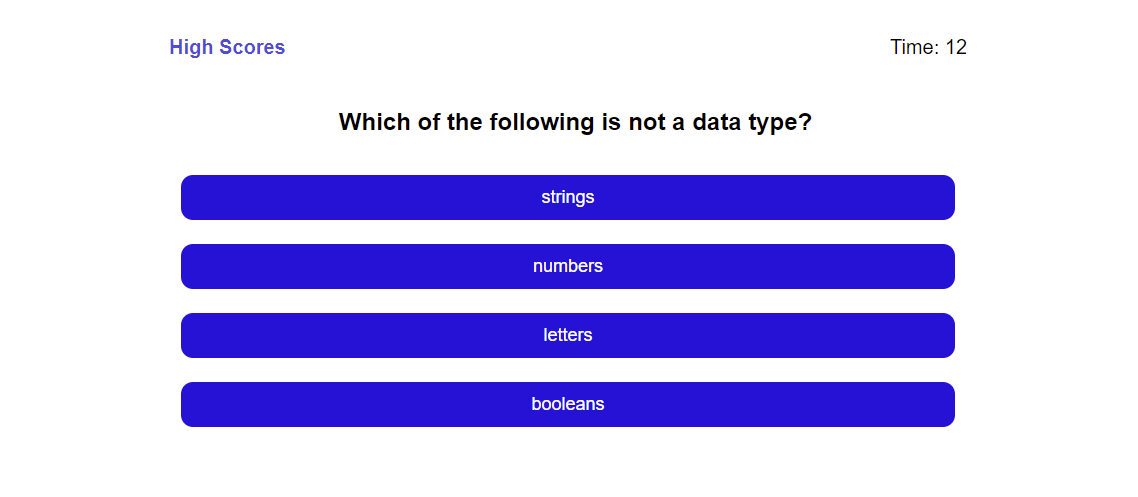 High Scores
Time: 12
Which of the following is not a data type?
strings
numbers
letters
booleans